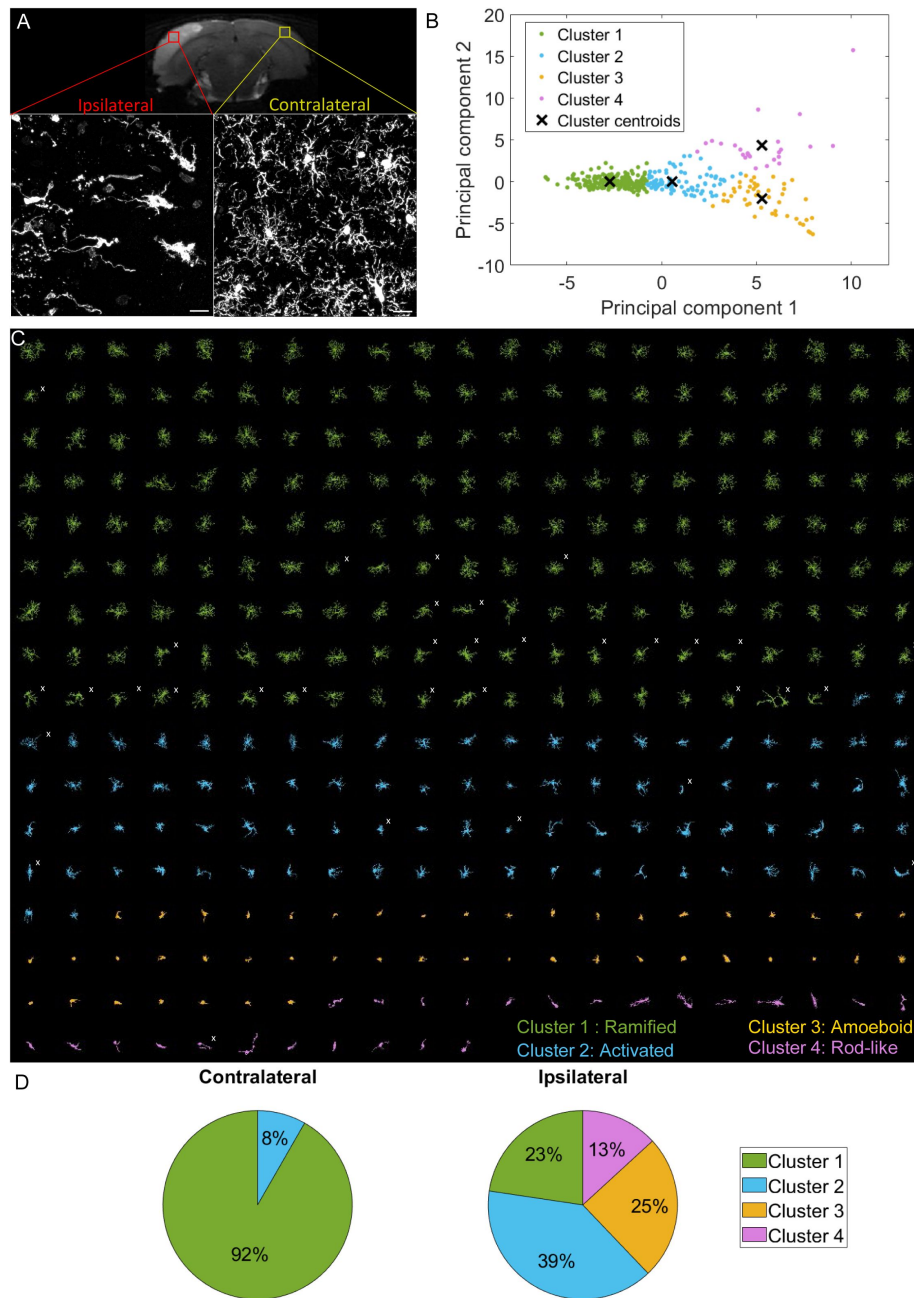 A
Ipsilateral
Contralateral
B
Principal component 2
20
15
10
5
0
-5
-10
-5
0
5
10
Principal component 1
Cluster 1
Cluster 2
Cluster 3
Cluster 4
Cluster centroids
C
x
x x x
x x
x x x x x x x x
x x x x x x x x x x x
x
x
x x
x x
x
Cluster 1 : Ramified
Cluster 3: Amoeboid
Cluster 2: Activated
Cluster 4: Rod-like
D
Contralateral
Ipsilateral
8%
92%
23%
13%
25%
39%
Cluster 1
Cluster 2
Cluster 3
Cluster 4